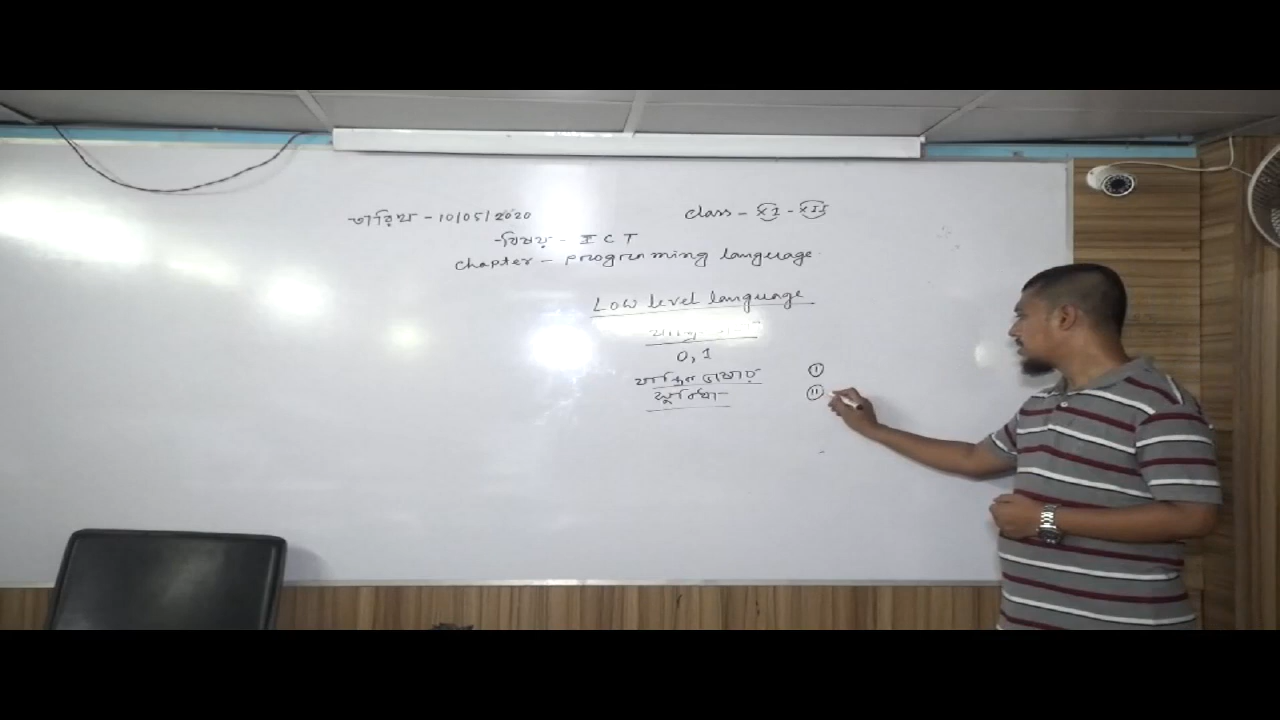 তারিখ - 10/05/2020
Class - XI - XII
বিষয় - ICT
Chapter - programming language
Low level language
0, 1
যান্ত্রিক ভাষার
সুবিধা
(i)
(ii)